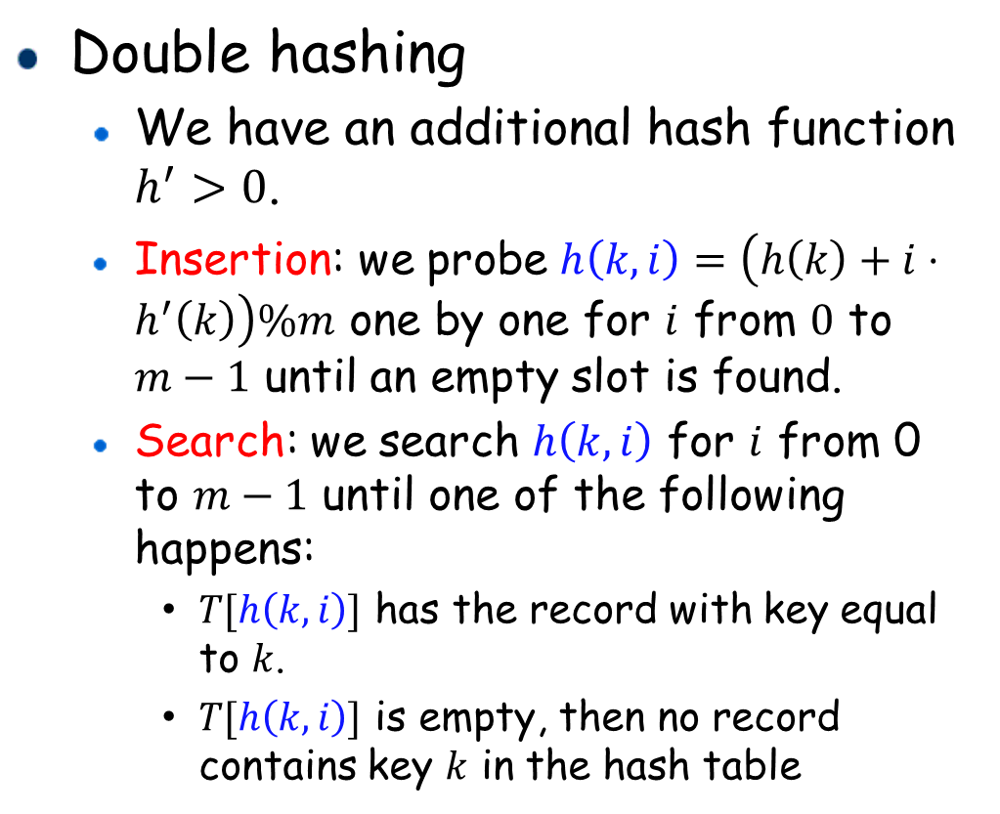 • Double hashing
• We have an additional hash function
h′ > 0.
• Insertion: we probe h(k, i) = (h(k) + i ·
h′(k))%m one by one for i from 0 to
m − 1 until an empty slot is found.
• Search: we search h(k, i) for i from 0
to m − 1 until one of the following
happens:
• T[h(k, i)] has the record with key equal
to k.
• T[h(k, i)] is empty, then no record
contains key k in the hash table